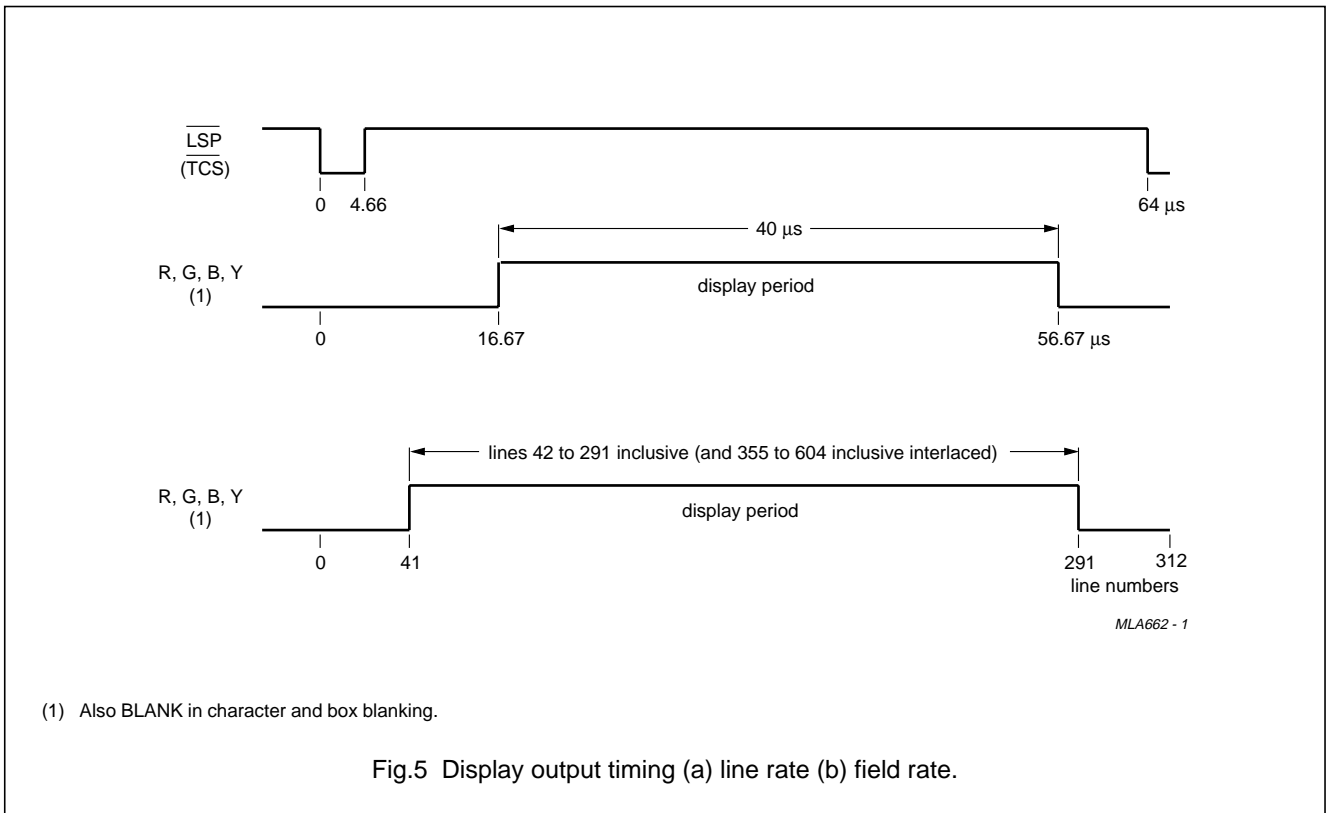 LSP
(TCS)
0 4.66 64 µs
40 µs
R, G, B, Y
(1)
display period
0 16.67 56.67 µs
lines 42 to 291 inclusive (and 355 to 604 inclusive interlaced)
R, G, B, Y
(1)
display period
0 41 291 312
line numbers
MLA662 - 1
(1) Also BLANK in character and box blanking.
Fig.5 Display output timing (a) line rate (b) field rate.